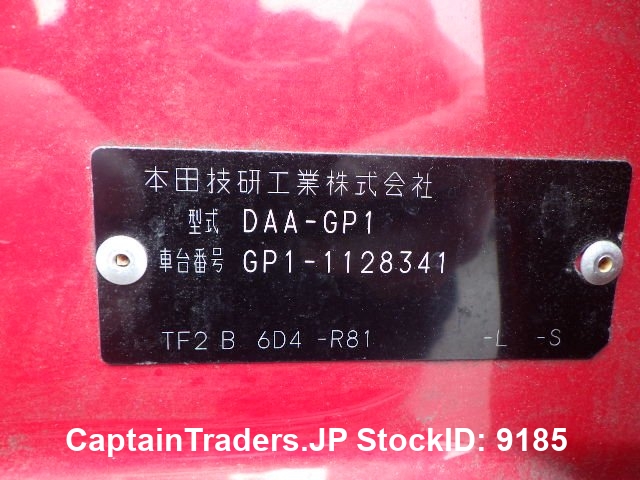 本田技研工業株式会社
型式 DAA-GP1
車台番号 GP1-1128341
TF2 B 6D4 -R81 -L -S
CaptainTraders.JP StockID: 9185